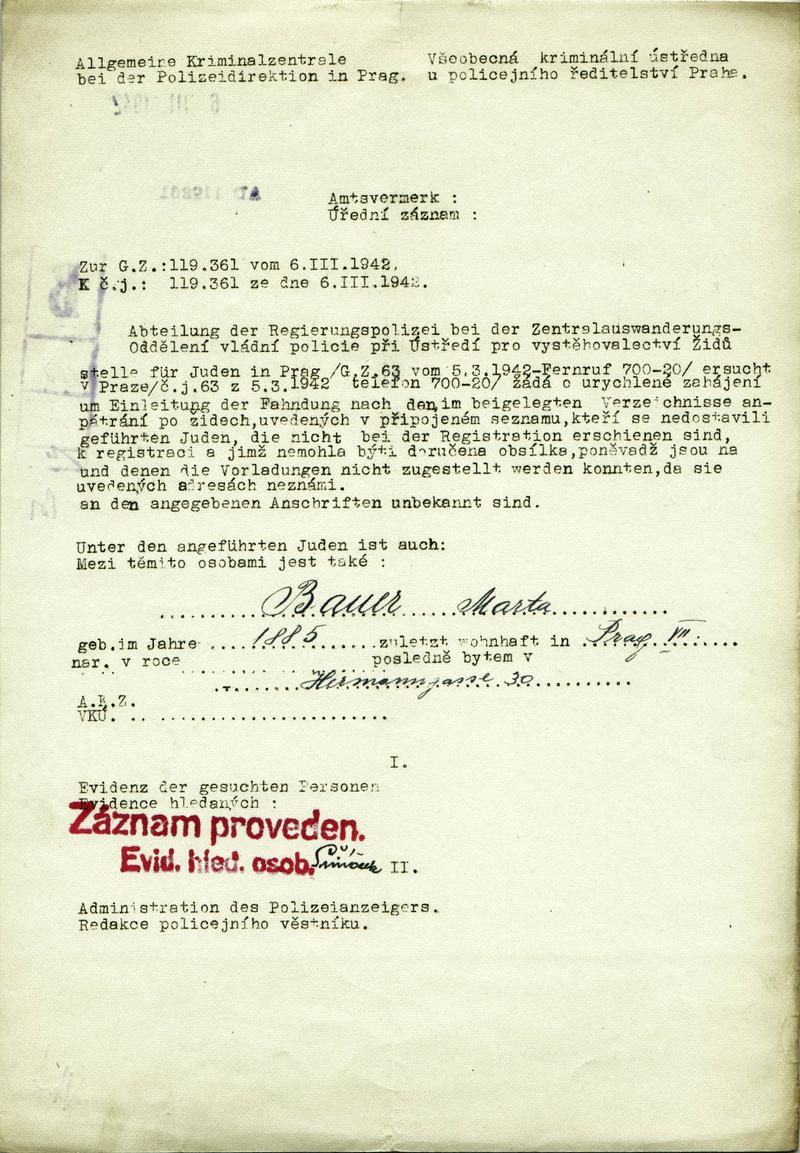 Allgemeine Kriminalzentrale Všeobecná kriminální ústředna
bei der Polizeidirektion in Prag. u policejního ředitelství Praha.
Amtsvermerk :
Úřední záznam :
Zur G.Z.:119.361 vom 6.III.1942,
K č.j.: 119.361 ze dne 6.III.1942.
Abteilung der Regierungspolizei bei der Zentralauswanderungs-
Oddělení vládní policie při Ústředí pro vystěhovalectví Židů
stelle für Juden in Prag /G.Z.63 vom 5.3.1942-Fernruf 700-20/ ersucht
v Praze/č.j.63 z 5.3.1942 telefon 700-20/ žádá o urychlené zahájení
um Einleitung der Fahndung nach den,im beigelegten Verzeichnisse an-
pátrání po židech,uvedených v připojeném seznamu,kteří se nedostavili
geführten Juden, die nicht bei der Registration erschienen sind,
k registraci a jimž nemohla býti doručena obsílka,poněvadž jsou na
und denen die Vorladungen nicht zugestellt werden konnten,da sie
uvedených adresách neznámi.
an den angegebenen Anschriften unbekannt sind.
Unter den angeführten Juden ist auch:
Mezi těmito osobami jest také :
..........Bauer......Marta............
geb.im Jahre ....1885......zuletzt wohnhaft in .Prag VII.....
nar. v roce posledně bytem v
........Hermanngasse 30..........
A.K.Z.
VKÚ. .. .......................
I.
Evidenz der gesuchten Personen
Evidence hledaných :
Záznam proveden.
Evid. hled. osob. II.
Administration des Polizeianzeigers.
Redakce policejního věstníku.